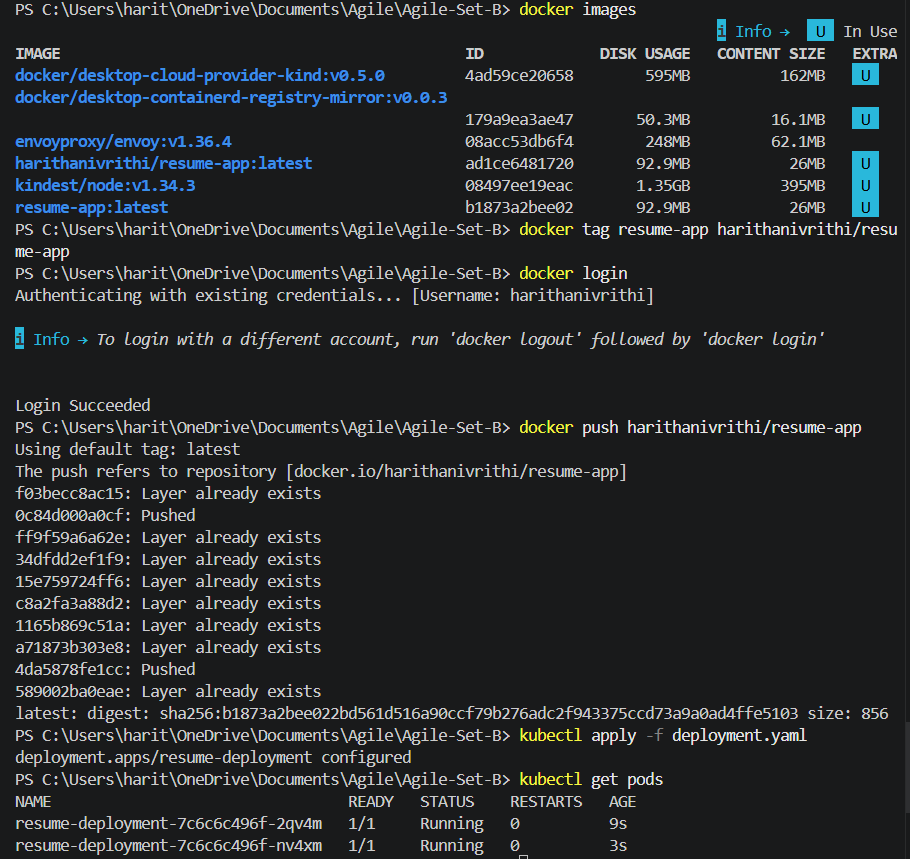 PS C:\Users\harit\OneDrive\Documents\Agile\Agile-Set-B> docker images
i Info → U In Use
IMAGE ID DISK USAGE CONTENT SIZE EXTRA
docker/desktop-cloud-provider-kind:v0.5.0 4ad59ce20658 595MB 162MB U
docker/desktop-containerd-registry-mirror:v0.0.3
179a9ea3ae47 50.3MB 16.1MB U
envoyproxy/envoy:v1.36.4 08acc53db6f4 248MB 62.1MB
harithanivrithi/resume-app:latest ad1ce6481720 92.9MB 26MB U
kindest/node:v1.34.3 08497ee19eac 1.35GB 395MB U
resume-app:latest b1873a2bee02 92.9MB 26MB U
PS C:\Users\harit\OneDrive\Documents\Agile\Agile-Set-B> docker tag resume-app harithanivrithi/resu
me-app
PS C:\Users\harit\OneDrive\Documents\Agile\Agile-Set-B> docker login
Authenticating with existing credentials... [Username: harithanivrithi]
i Info → To login with a different account, run 'docker logout' followed by 'docker login'
Login Succeeded
PS C:\Users\harit\OneDrive\Documents\Agile\Agile-Set-B> docker push harithanivrithi/resume-app
Using default tag: latest
The push refers to repository [docker.io/harithanivrithi/resume-app]
f03becc8ac15: Layer already exists
0c84d000a0cf: Pushed
ff9f59a6a62e: Layer already exists
34dfdd2ef1f9: Layer already exists
15e759724ff6: Layer already exists
c8a2fa3a88d2: Layer already exists
1165b869c51a: Layer already exists
a71873b303e8: Layer already exists
4da5878fe1cc: Pushed
589002ba0eae: Layer already exists
latest: digest: sha256:b1873a2bee022bd561d516a90ccf79b276adc2f943375ccd73a9a0ad4ffe5103 size: 856
PS C:\Users\harit\OneDrive\Documents\Agile\Agile-Set-B> kubectl apply -f deployment.yaml
deployment.apps/resume-deployment configured
PS C:\Users\harit\OneDrive\Documents\Agile\Agile-Set-B> kubectl get pods
NAME READY STATUS RESTARTS AGE
resume-deployment-7c6c6c496f-2qv4m 1/1 Running 0 9s
resume-deployment-7c6c6c496f-nv4xm 1/1 Running 0 3s